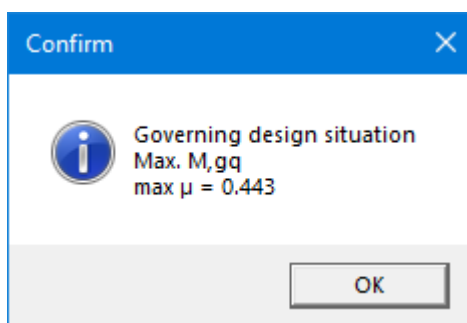 Confirm
Governing design situation
Max. M,gq
max µ = 0.443
OK